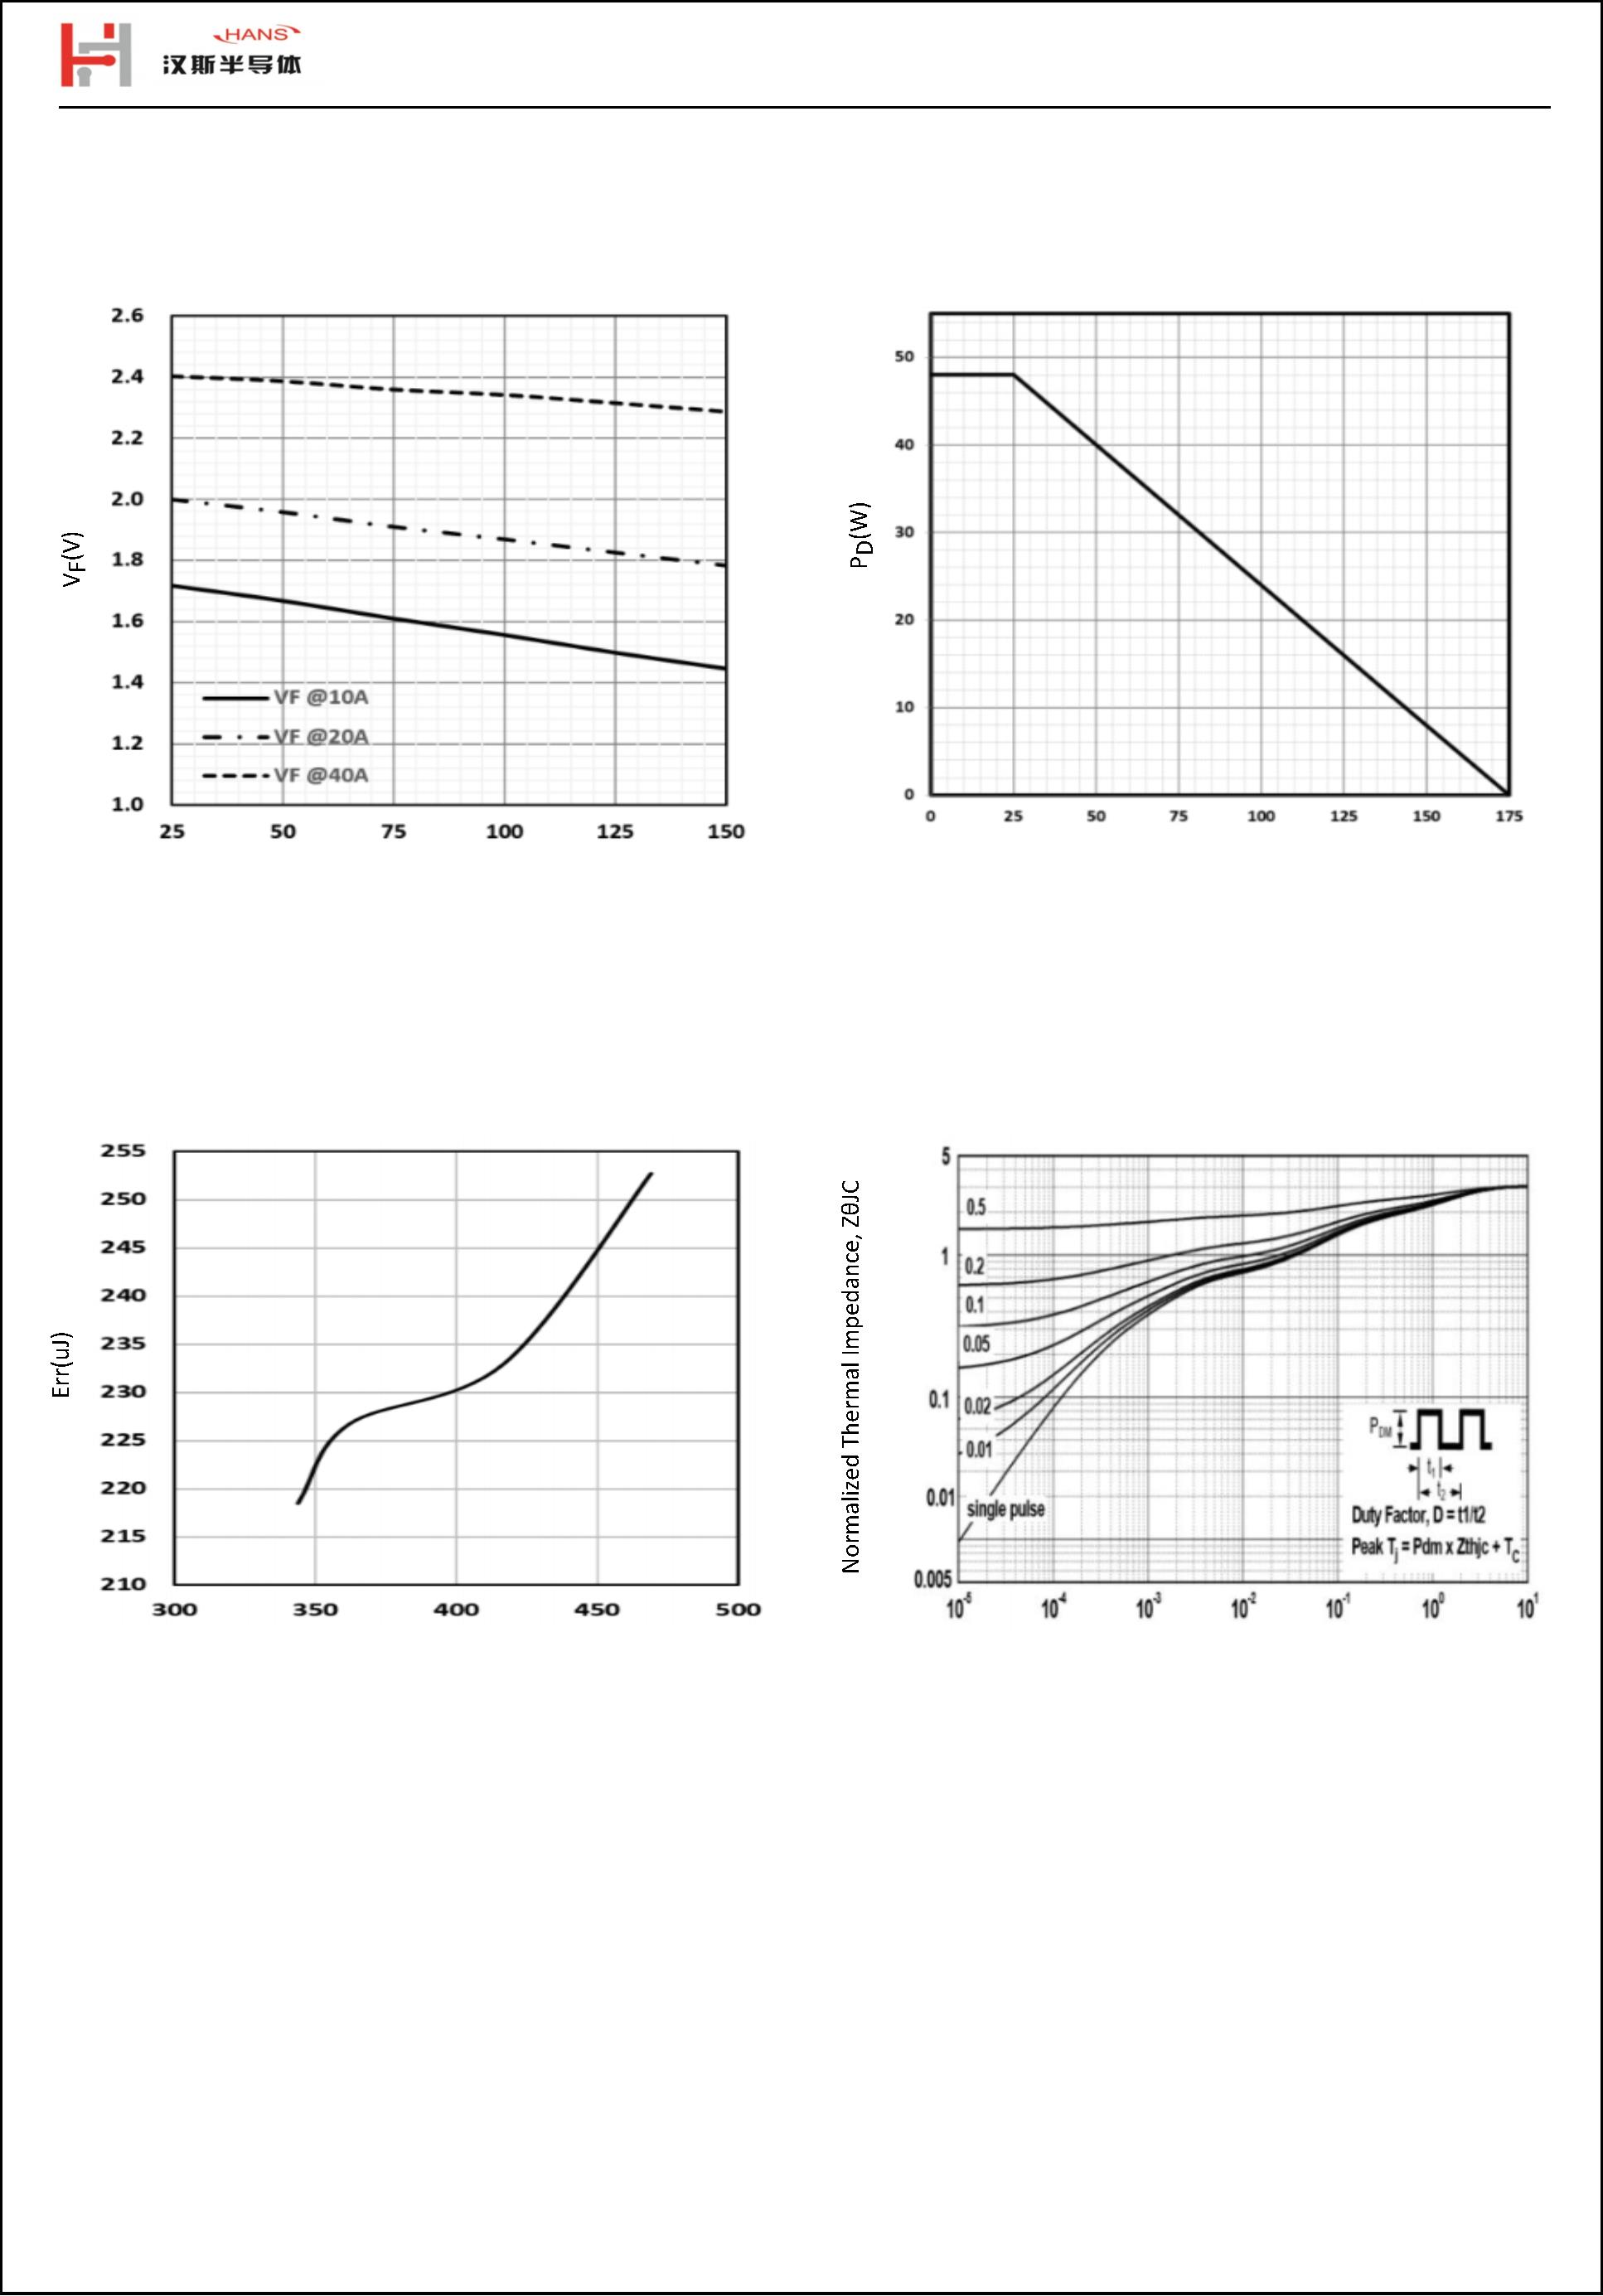 HANS
汉斯半导体
2.6
2.4
2.2
2.0
1.8
1.6
1.4
1.2
1.0
VF(V)
VF @10A
VF @20A
VF @40A
25 50 75 100 125 150
50
40
30
20
10
0
PD(W)
0 25 50 75 100 125 150 175
255
250
245
240
235
230
225
220
215
210
Err(uJ)
300 350 400 450 500
Normalized Thermal Impedance, ZθJC
5
1
0.1
0.01
0.005
0.5
0.2
0.1
0.05
0.02
0.01
single pulse
PDM
t1
t2
Duty Factor, D = t1/t2
Peak Tj = Pdm x Zthjc + TC
10-5 10-4 10-3 10-2 10-1 100 101